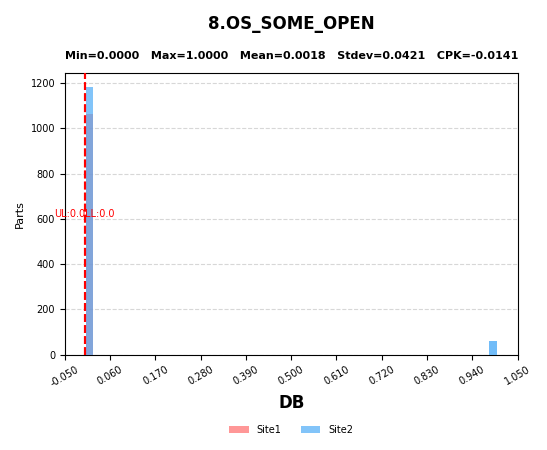 8.OS_SOME_OPEN
Min=0.0000 Max=1.0000 Mean=0.0018 Stdev=0.0421 CPK=-0.0141
1200
1000
800
600
400
200
0
Parts
UL:0.0LL:0.0
-0.050 0.060 0.170 0.280 0.390 0.500 0.610 0.720 0.830 0.940 1.050
DB
Site1 Site2